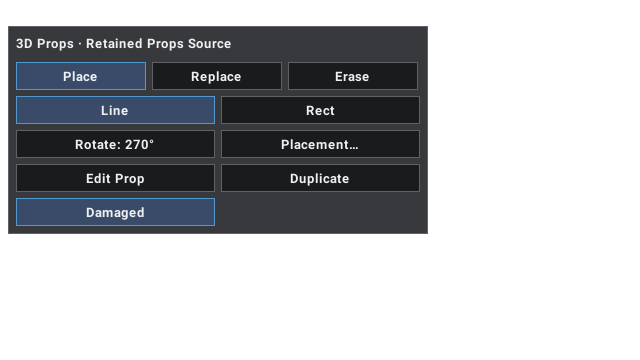 3D Props · Retained Props Source
Place Replace Erase
Line Rect
Rotate: 270° Placement…
Edit Prop Duplicate
Damaged